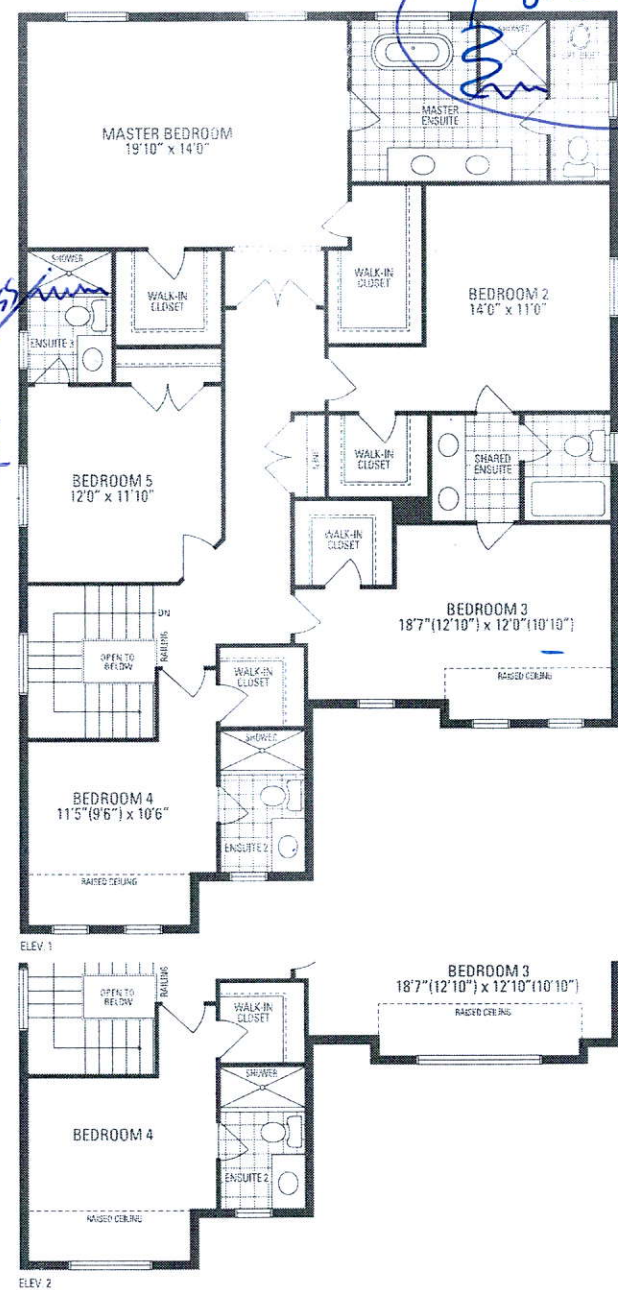 SHOWER
MASTER BEDROOM
19'10" x 14'0"
MASTER
ENSUITE
SHOWER
WALK-IN
CLOSET
WALK-IN
CLOSET
BEDROOM 2
14'0" x 11'0"
ENSUITE 3
BEDROOM 5
12'0" x 11'10"
WALK-IN
CLOSET
SHARED
ENSUITE
WALK-IN
CLOSET
DN
OPEN TO
BELOW
RAILING
BEDROOM 3
18'7"(12'10") x 12'0"(10'10")
RAISED CEILING
WALK-IN
CLOSET
SHOWER
BEDROOM 4
11'5"(9'6") x 10'6"
ENSUITE 2
RAISED CEILING
ELEV. 1
OPEN TO
BELOW
RAILING
WALK-IN
CLOSET
BEDROOM 3
18'7"(12'10") x 12'10"(10'10")
RAISED CEILING
SHOWER
BEDROOM 4
ENSUITE 2
RAISED CEILING
ELEV. 2